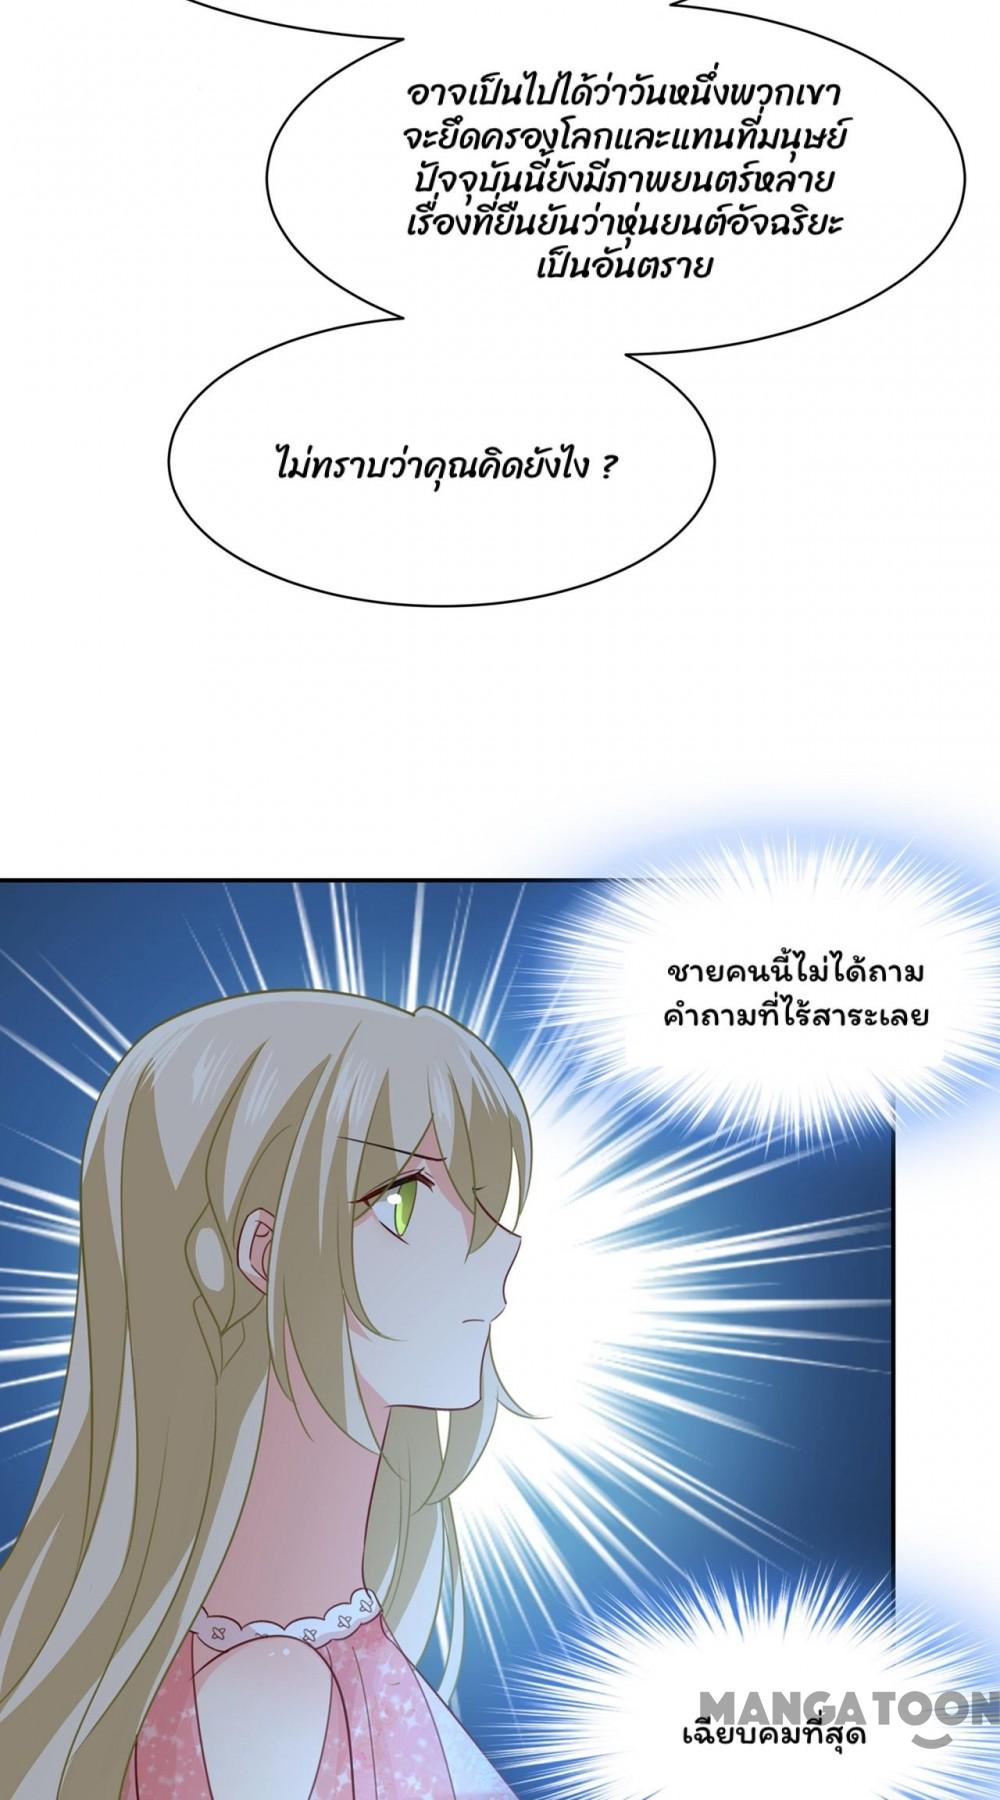 อาจเป็นไปได้ว่าวันหนึ่งพวกเขา
จะยึดครองโลกและแทนที่มนุษย์
ปัจจุบันนี้ยังมีภาพยนตร์หลาย
เรื่องที่ยืนยันว่าหุ่นยนต์อัจฉริยะ
เป็นอันตราย
ไม่ทราบว่าคุณคิดยังไง ?
ชายคนนี้ไม่ได้ถาม
คำถามที่ไร้สาระเลย
MANGATOON
เฉียบคมที่สุด